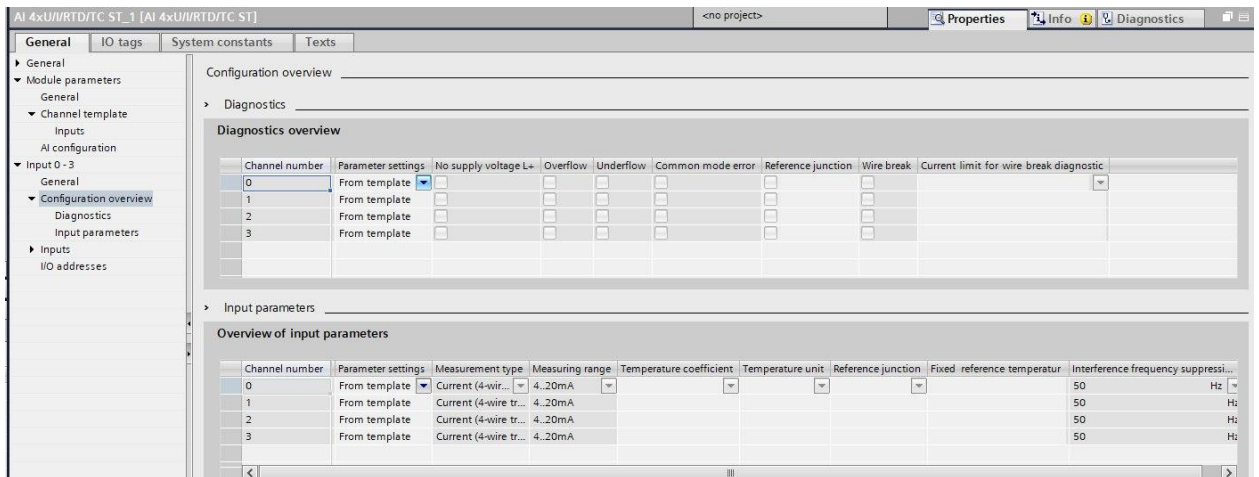 AI 4xU/I/RTD/TC ST_1 [AI 4xU/I/RTD/TC ST] <no project> Properties Info Diagnostics
General IO tags System constants Texts
General
Module parameters
General
Channel template
Inputs
AI configuration
Input 0 - 3
General
Configuration overview
Diagnostics
Input parameters
Inputs
I/O addresses
Configuration overview
Diagnostics
Diagnostics overview
Channel number Parameter settings No supply voltage L+ Overflow Underflow Common mode error Reference junction Wire break Current limit for wire break diagnostic
0 From template
1 From template
2 From template
3 From template
Input parameters
Overview of input parameters
Channel number Parameter settings Measurement type Measuring range Temperature coefficient Temperature unit Reference junction Fixed reference temperatur Interference frequency suppressi...
0 From template Current (4-wir... 4..20mA 50 Hz
1 From template Current (4-wire tr... 4..20mA 50 Hz
2 From template Current (4-wire tr... 4..20mA 50 Hz
3 From template Current (4-wire tr... 4..20mA 50 Hz